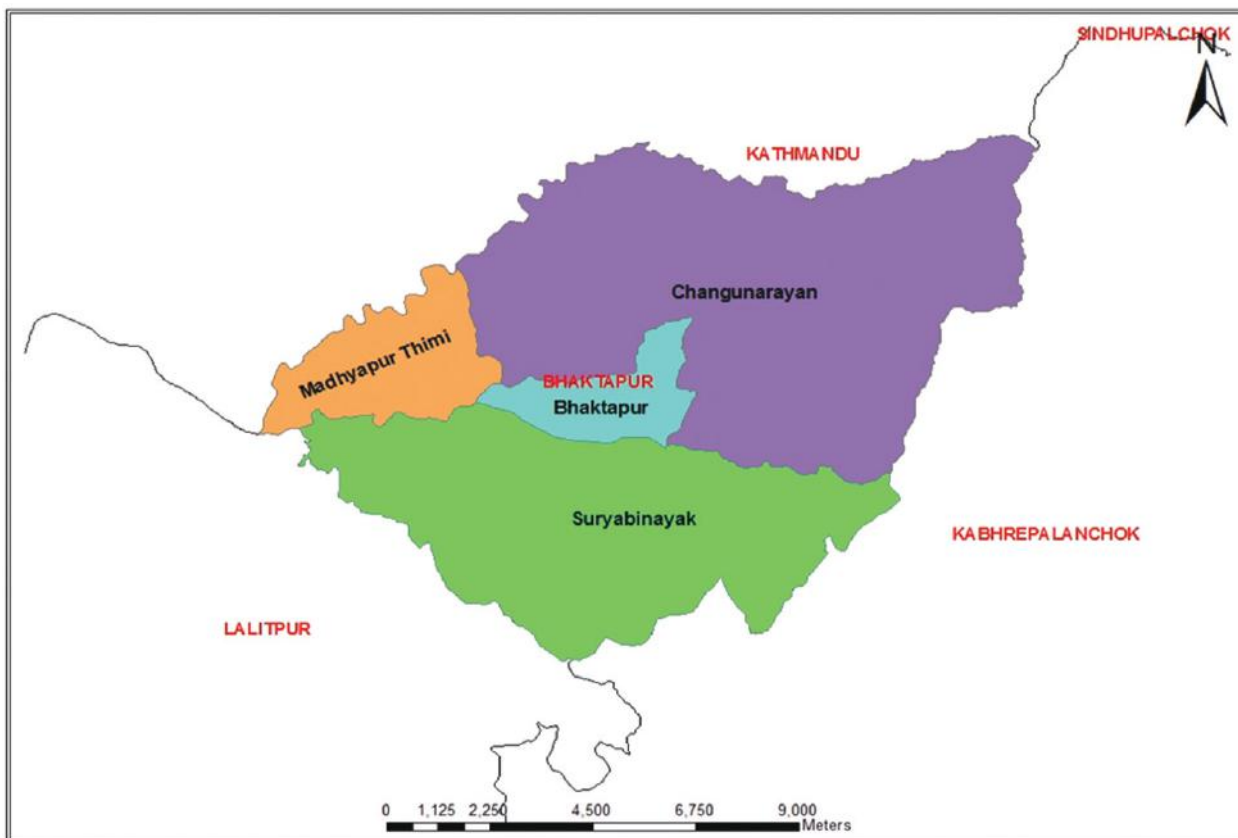 SINDHUPALCHOK
N
KATHMANDU
Changunarayan
Madhyapur Thimi
BHAKTAPUR
Bhaktapur
Suryabinayak
KABHREPALANCHOK
LALITPUR
0 1,125 2,250 4,500 6,750 9,000
Meters